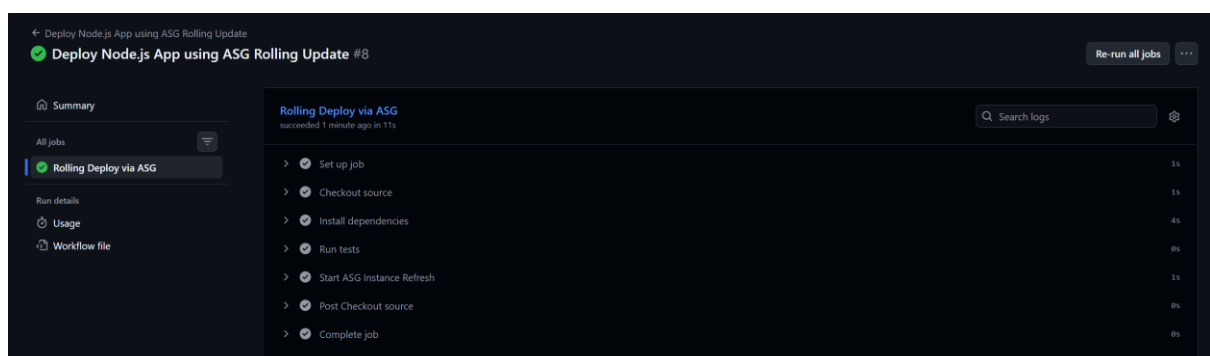 ← Deploy Node.js App using ASG Rolling Update
Deploy Node.js App using ASG Rolling Update #8
Re-run all jobs
Summary
All jobs
Rolling Deploy via ASG
Run details
Usage
Workflow file
Rolling Deploy via ASG
succeeded 1 minute ago in 11s
Search logs
Set up job 1s
Checkout source 1s
Install dependencies 4s
Run tests 0s
Start ASG Instance Refresh 1s
Post Checkout source 0s
Complete job 0s